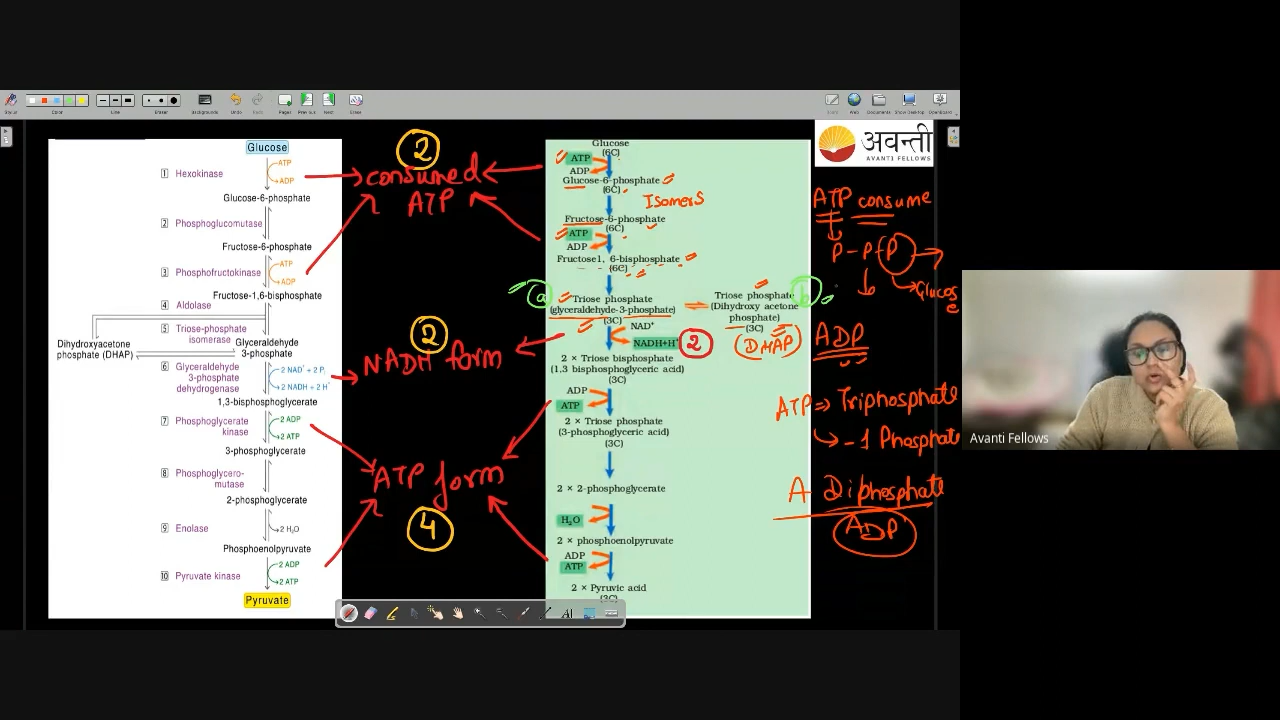 Glucose
1 Hexokinase
ATP
ADP
Glucose-6-phosphate
2 Phosphoglucomutase
Fructose-6-phosphate
3 Phosphofructokinase
ATP
ADP
Fructose-1,6-bisphosphate
4 Aldolase
5 Triose-phosphate
isomerase
Dihydroxyacetone
phosphate (DHAP)
Glyceraldehyde
3-phosphate
6 Glyceraldehyde
3-phosphate
dehydrogenase
2 NAD+ + 2 Pi
2 NADH + 2 H+
1,3-bisphosphoglycerate
7 Phosphoglycerate
kinase
2 ADP
2 ATP
3-phosphoglycerate
8 Phosphoglycero-
mutase
2-phosphoglycerate
9 Enolase
2 H2O
Phosphoenolpyruvate
10 Pyruvate kinase
2 ADP
2 ATP
Pyruvate
2
consumed
ATP
2
NADH form
ATP form
4
Glucose
(6C)
ATP
ADP
Glucose-6-phosphate
(6C)
Isomers
Fructose-6-phosphate
(6C)
ATP
ADP
Fructose1, 6-bisphosphate
(6C)
a
Triose phosphate
(glyceraldehyde-3-phosphate)
(3C)
Triose phosphate
(Dihydroxy acetone
phosphate)
(3C)
b
(DHAP)
NAD+
NADH+H+
2
2 × Triose bisphosphate
(1,3 bisphosphoglyceric acid)
(3C)
ADP
ATP
2 × Triose phosphate
(3-phosphoglyceric acid)
(3C)
2 × 2-phosphoglycerate
H2O
2 × phosphoenolpyruvate
ADP
ATP
2 × Pyruvic acid
(3C)
अवन्ती
AVANTI FELLOWS
ATP consume
P-P-P
Glucose
ADP
ATP ⇒ Triphosphate
-1 Phosphate
A Diphosphate
ADP
Avanti Fellows